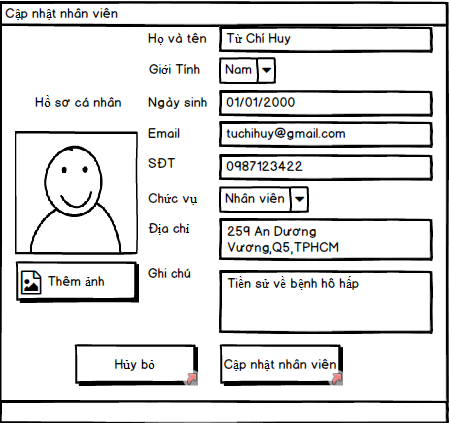 Cập nhật nhân viên
Họ và tên
Từ Chí Huy
Giới Tính
Nam
Hồ sơ cá nhân
Ngày sinh
01/01/2000
Email
tuchihuy@gmail.com
SĐT
0987123422
Chức vụ
Nhân viên
Địa chỉ
259 An Dương
Vương,Q5,TPHCM
Thêm ảnh
Ghi chú
Tiền sử về bệnh hô hấp
Hủy bỏ
Cập nhật nhân viên